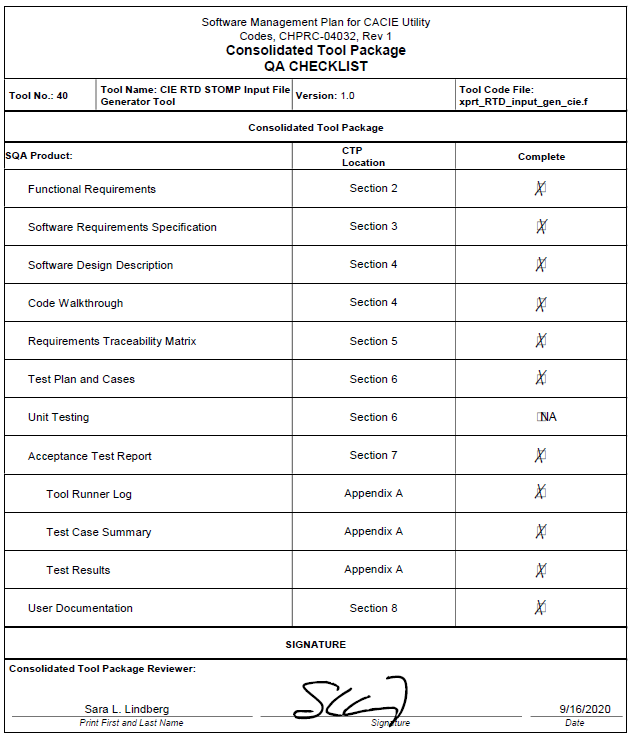 Software Management Plan for CACIE Utility
Codes, CHPRC-04032, Rev 1
Consolidated Tool Package
QA CHECKLIST
Tool No.: 40
Tool Name: CIE RTD STOMP Input File
Generator Tool
Version: 1.0
Tool Code File:
xprt_RTD_input_gen_cie.f
Consolidated Tool Package
SQA Product:
CTP
Location
Complete
Functional Requirements Section 2 X
Software Requirements Specification Section 3 X
Software Design Description Section 4 X
Code Walkthrough Section 4 X
Requirements Traceability Matrix Section 5 X
Test Plan and Cases Section 6 X
Unit Testing Section 6 NA
Acceptance Test Report Section 7 X
Tool Runner Log Appendix A X
Test Case Summary Appendix A X
Test Results Appendix A X
User Documentation Section 8 X
SIGNATURE
Consolidated Tool Package Reviewer:
Sara L. Lindberg 9/16/2020
Print First and Last Name Signature Date